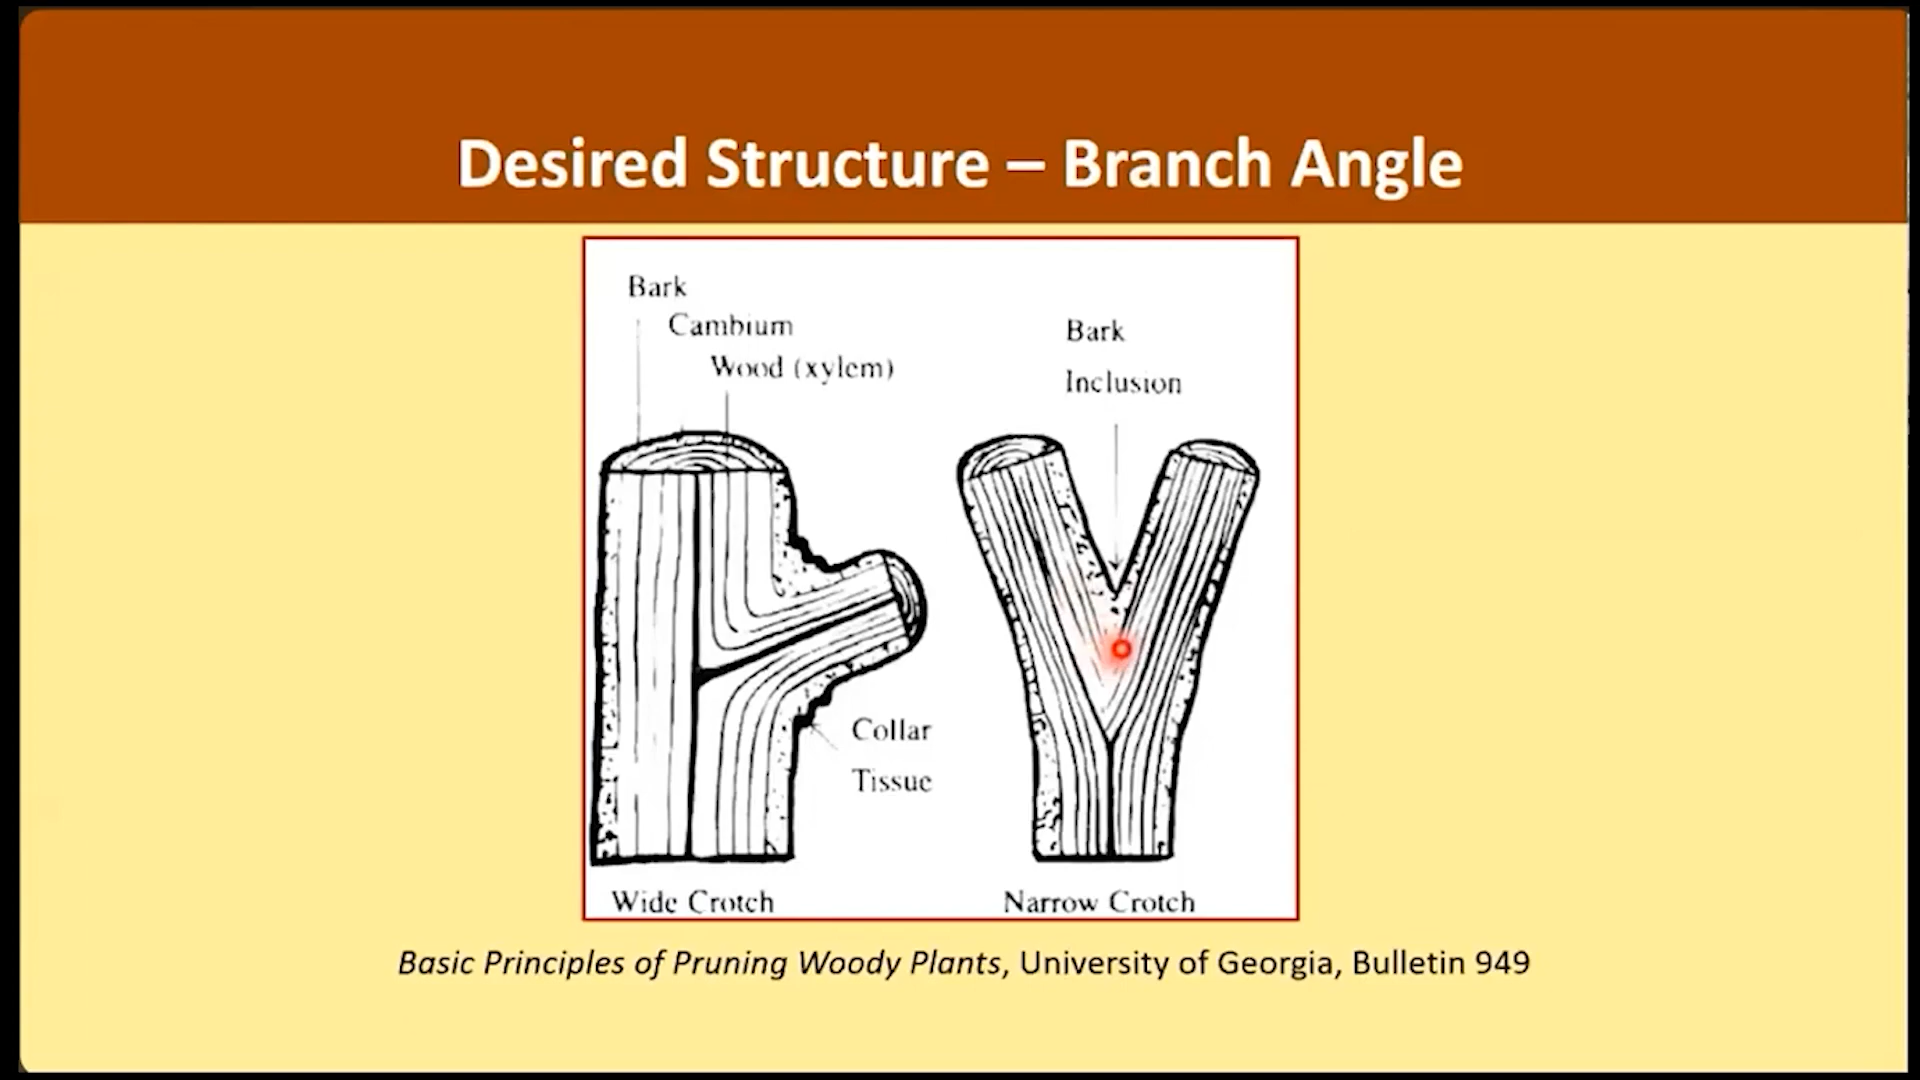 Desired Structure – Branch Angle
Bark
Cambium
Wood (xylem)
Bark
Inclusion
Collar
Tissue
Wide Crotch
Narrow Crotch
Basic Principles of Pruning Woody Plants, University of Georgia, Bulletin 949